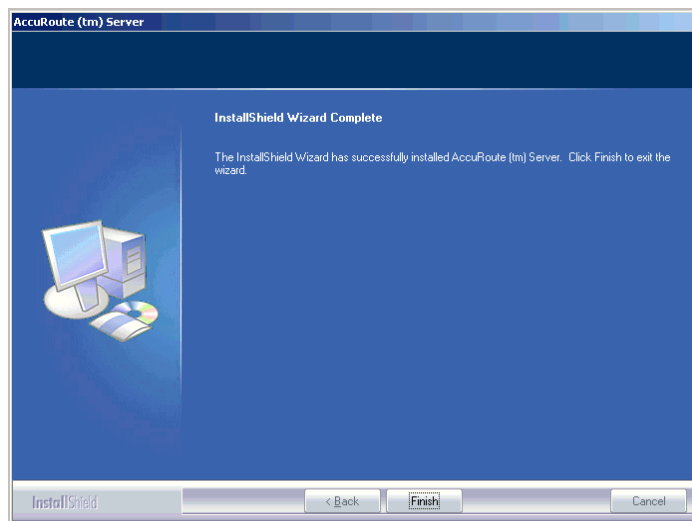 AccuRoute (tm) Server
InstallShield Wizard Complete
The InstallShield Wizard has successfully installed AccuRoute (tm) Server. Click Finish to exit the
wizard.
InstallShield
< Back
Finish
Cancel